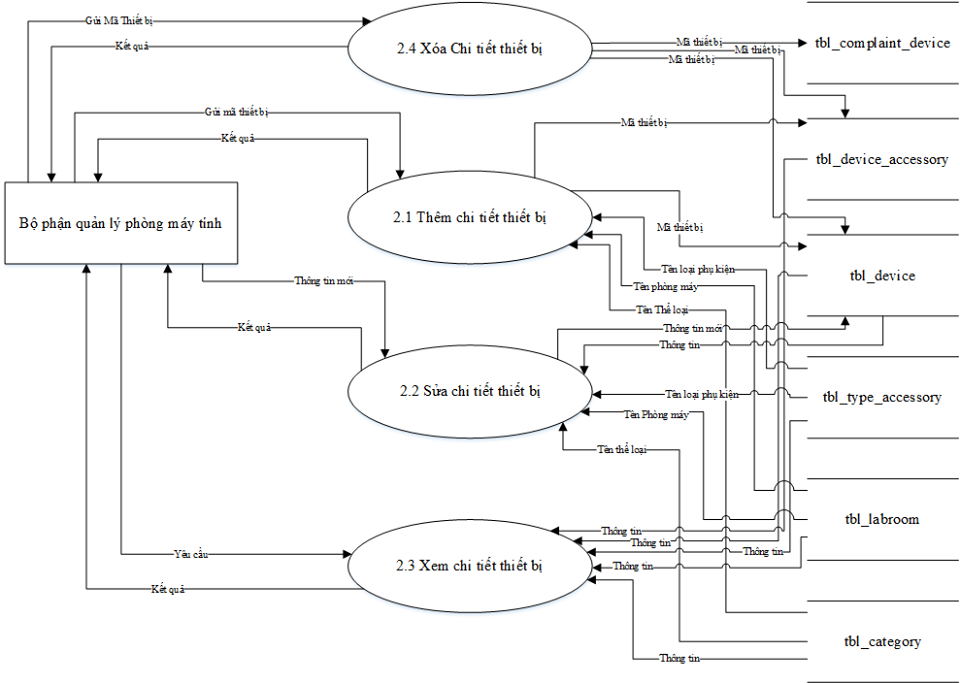 Gửi Mã Thiết bị
Kết quả
2.4 Xóa Chi tiết thiết bị
Mã thiết bị
Mã thiết bị
Mã thiết bị
tbl_complaint_device
Gửi mã thiết bị
Kết quả
Mã thiết bị
tbl_device_accessory
2.1 Thêm chi tiết thiết bị
Bộ phận quản lý phòng máy tính
Mã thiết bị
Tên loại phụ kiện
tbl_device
Thông tin mới
Tên phòng máy
Tên Thể loại
Kết quả
Thông tin mới
Thông tin
2.2 Sửa chi tiết thiết bị
Tên loại phụ kiện
tbl_type_accessory
Tên Phòng máy
Tên thể loại
tbl_labroom
Thông tin
Thông tin
Thông tin
Yêu cầu
2.3 Xem chi tiết thiết bị
Thông tin
Kết quả
tbl_category
Thông tin